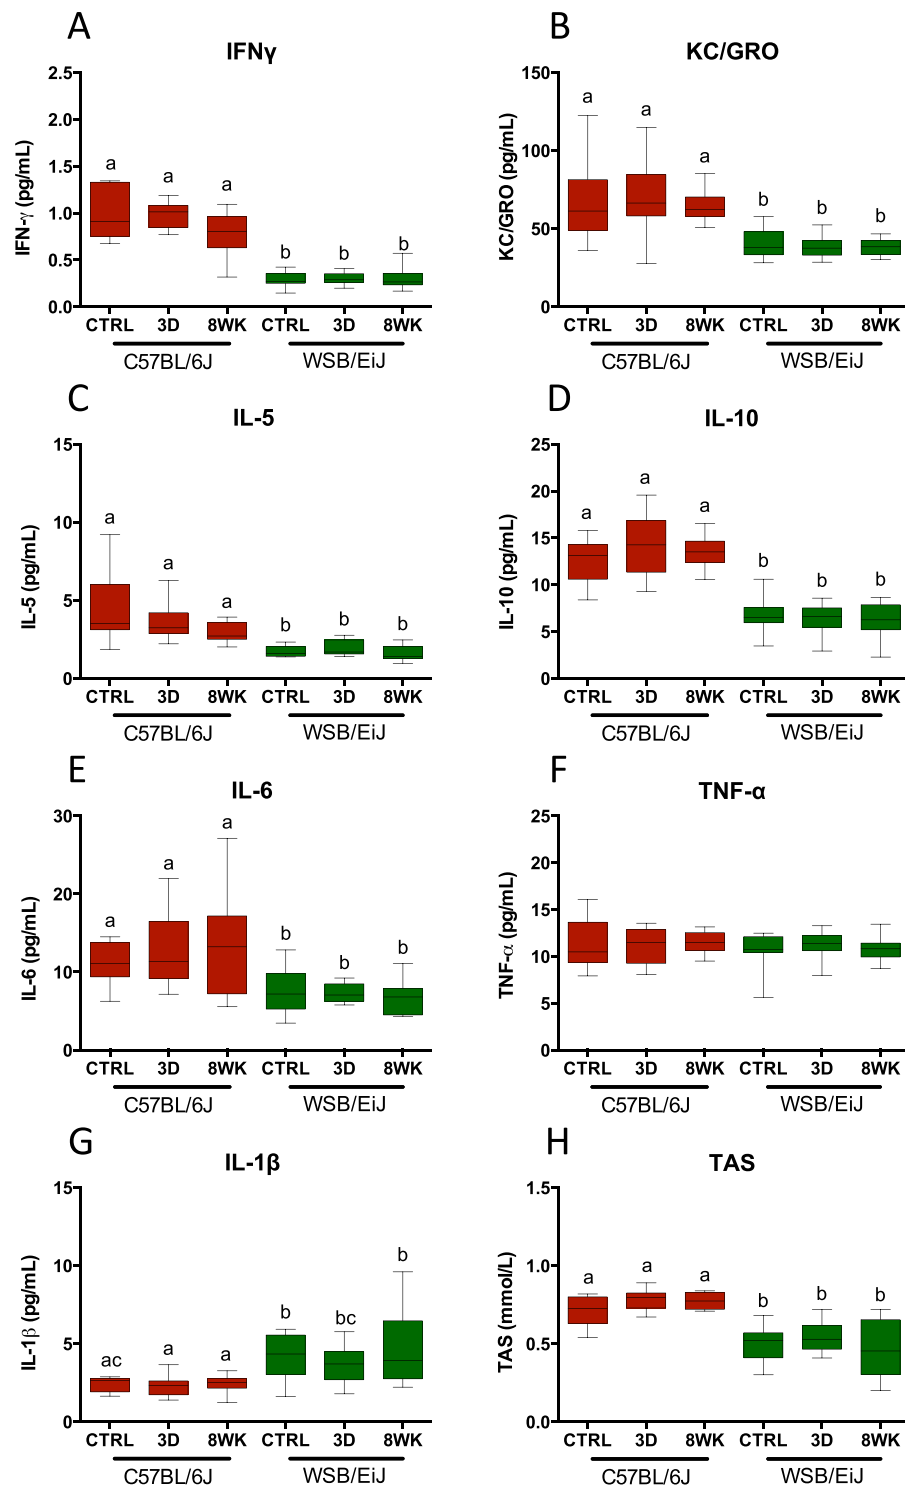 A
IFNγ
IFN-γ (pg/mL)
2.5
2.0
1.5
1.0
0.5
0.0
a
a
a
b
b
b
CTRL 3D 8WK CTRL 3D 8WK
C57BL/6J WSB/EiJ
B
KC/GRO
KC/GRO (pg/mL)
150
100
50
0
a
a
a
b
b
b
CTRL 3D 8WK CTRL 3D 8WK
C57BL/6J WSB/EiJ
C
IL-5
IL-5 (pg/mL)
15
10
5
0
a
a
a
b
b
b
CTRL 3D 8WK CTRL 3D 8WK
C57BL/6J WSB/EiJ
D
IL-10
IL-10 (pg/mL)
25
20
15
10
5
0
a
a
a
b
b
b
CTRL 3D 8WK CTRL 3D 8WK
C57BL/6J WSB/EiJ
E
IL-6
IL-6 (pg/mL)
30
20
10
0
a
a
a
b
b
b
CTRL 3D 8WK CTRL 3D 8WK
C57BL/6J WSB/EiJ
F
TNF-α
TNF-α (pg/mL)
25
20
15
10
5
0
CTRL 3D 8WK CTRL 3D 8WK
C57BL/6J WSB/EiJ
G
IL-1β
IL-1β (pg/mL)
15
10
5
0
ac
a
a
b
bc
b
CTRL 3D 8WK CTRL 3D 8WK
C57BL/6J WSB/EiJ
H
TAS
TAS (mmol/L)
1.5
1.0
0.5
0.0
a
a
a
b
b
b
CTRL 3D 8WK CTRL 3D 8WK
C57BL/6J WSB/EiJ